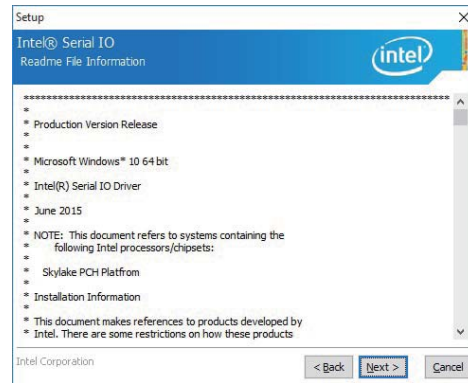 Setup
Intel® Serial IO
Readme File Information
intel
********************************************************************************
*
* Production Version Release
*
*
* Microsoft Windows* 10 64 bit
*
* Intel(R) Serial IO Driver
*
* June 2015
*
* NOTE: This document refers to systems containing the
* following Intel processors/chipsets:
*
* Skylake PCH Platfrom
*
* Installation Information
*
* This document makes references to products developed by
* Intel. There are some restrictions on how these products
Intel Corporation
< Back
Next >
Cancel